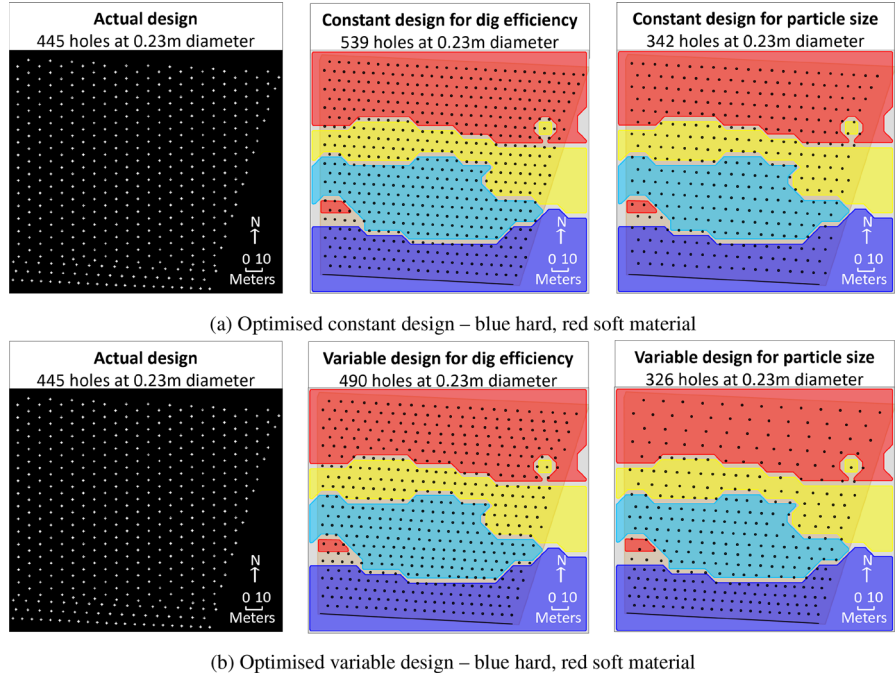 Actual design
445 holes at 0.23m diameter
N
0 10
Meters
Constant design for dig efficiency
539 holes at 0.23m diameter
N
0 10
Meters
Constant design for particle size
342 holes at 0.23m diameter
N
0 10
Meters
(a) Optimised constant design – blue hard, red soft material
Actual design
445 holes at 0.23m diameter
N
0 10
Meters
Variable design for dig efficiency
490 holes at 0.23m diameter
N
0 10
Meters
Variable design for particle size
326 holes at 0.23m diameter
N
0 10
Meters
(b) Optimised variable design – blue hard, red soft material